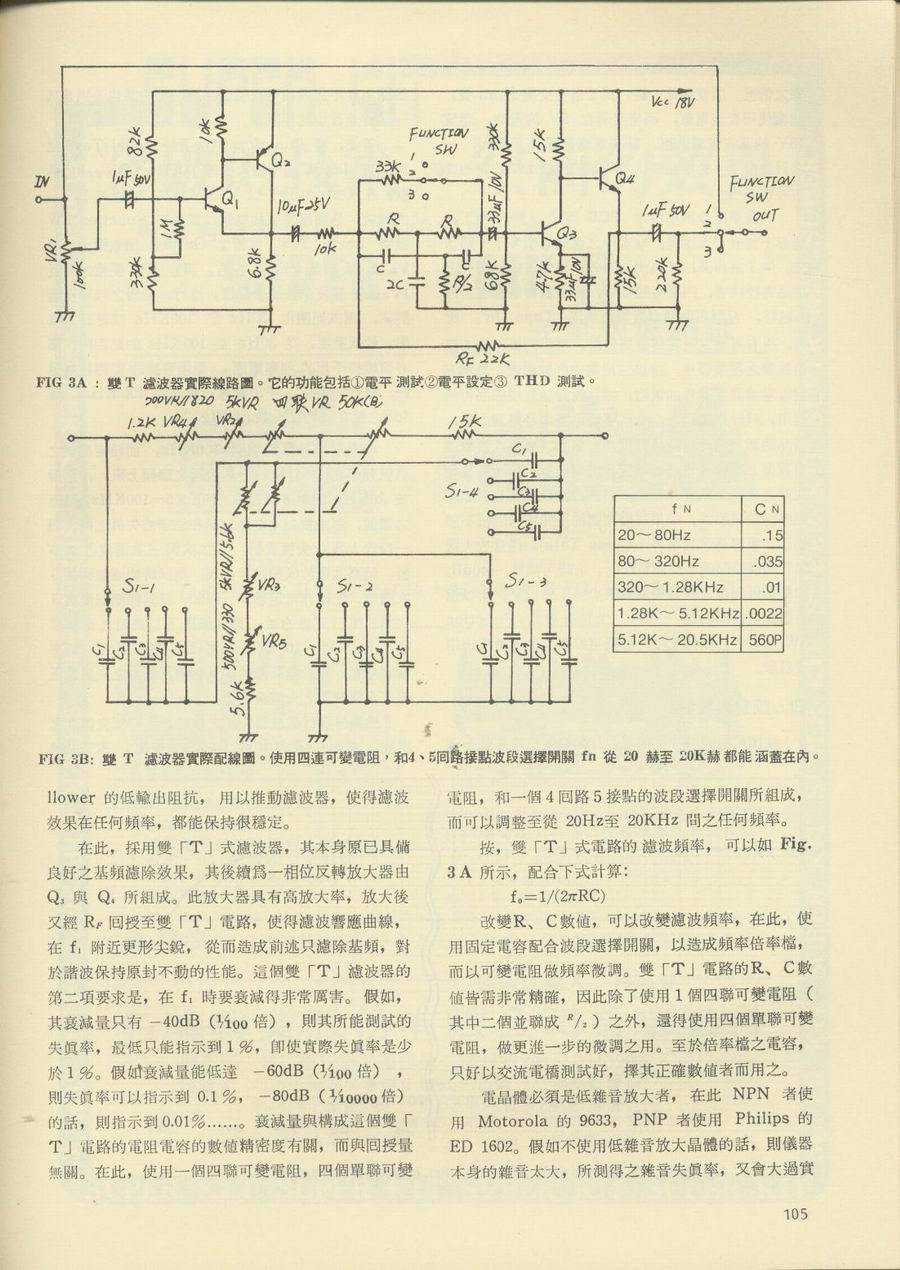 Vcc 18V
82K
10K
FUNCTION
SW
330K
15K
Q2
33K
1
2
3
Q4
FUNCTION
SW
OUT
IN
1μF 50V
Q1
10μF 25V
R
R
33μF 10V
Q3
1μF 50V
1
2
3
VR1
100K
1M
330K
6.8K
10K
C
2C
C
R/2
68K
47K
33μF 10V
15K
220K
RF 22K
FIG 3A : 雙 T 濾波器實際線路圖。它的功能包括①電平 測試②電平設定③ THD 測試。
5KVR 四联 VR 50K(B)
1.2K VR4 VR2
15K
C1
C2
C3
C4
C5
S1-4
f N C N
20~80Hz .15
80~320Hz .035
320~1.28KHz .01
1.28K~5.12KHz .0022
5.12K~20.5KHz 560P
S1-1
5KVR//5.6K
VR3
500VR//330
VR5
5.6K
S1-2
S1-3
C1 C2 C3 C4 C5
C1 C2 C3 C4 C5
C1 C2 C3 C4 C5
FIG 3B: 雙 T 濾波器實際配線圖。使用四連可變電阻，和4、5回路接點波段選擇開關 fn 從 20 赫至 20K赫 都能 涵蓋在內。
llower 的低輸出阻抗， 用以推動濾波器，使得濾波
效果在任何頻率，都能保持很穩定。
在此，採用雙「T」式濾波器，其本身原已具備
良好之基頻濾除效果，其後續爲一相位反轉放大器由
Q₃ 與 Q₄ 所組成。此放大器具有高放大率，放大後
又經 RF 囘授至雙「T」電路，使得濾波響應曲線，
在 f₁ 附近更形尖銳， 從而造成前述只濾除基頻，對
於諧波保持原封不動的性能。這個雙「T」濾波器的
第二項要求是，在 f₁ 時要衰減得非常厲害。 假如，
其衰減量只有 −40dB (1/100 倍) ，則其所能測試的
失眞率，最低只能指示到 1 %，卽使實際失眞率是少
於 1 %。假如衰減量能低達 −60dB (1/100 倍) ，
則失眞率可以指示到 0.1 %， −80dB ( 1/10000 倍)
的話，則指示到 0.01%……。衰減量與構成這個雙「
T」電路的電阻電容的數値精密度有關，而與囘授量
無關。在此，使用一個四聯可變電阻，四個單聯可變
電阻，和一個 4 回路 5 接點的波段選擇開關所組成，
而可以調整至從 20Hz至 20KHz 間之任何頻率。
按，雙「T」式電路的 濾波頻率， 可以如 Fig.
3 A 所示，配合下式計算：
f₀=1/(2πRC)
改變R、C數値，可以改變濾波頻率，在此，使
用固定電容配合波段選擇開關，以造成頻率倍率檔，
而以可變電阻做頻率微調。雙「T」電路的R、C數
値皆需非常精確，因此除了使用 1 個四聯可變電阻（
其中二個並聯成 R/2 ）之外，還得使用四個單聯可變
電阻，做更進一步的微調之用。至於倍率檔之電容，
只好以交流電橋測試好，擇其正確數値者而用之。
電晶體必須是低雜音放大者， 在此 NPN 者使
用 Motorola 的 9633， PNP 者使用 Philips 的
ED 1602。假如不使用低雜音放大晶體的話，則儀器
本身的雜音太大，所測得之雜音失眞率，又會大過實
105